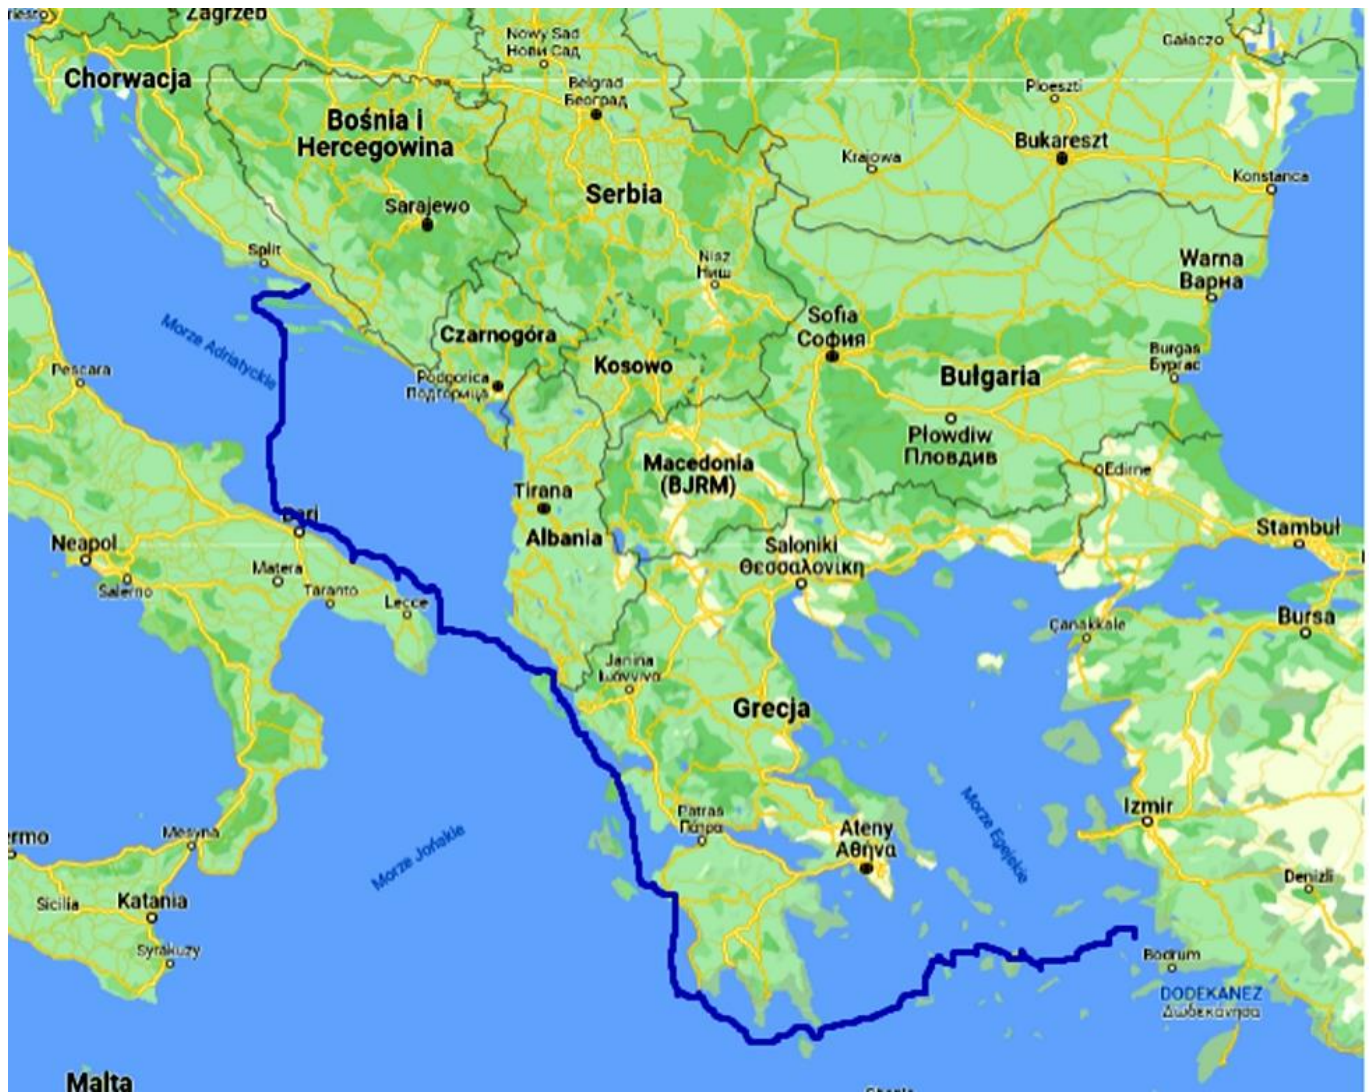 Zagrzeb
Chorwacja
Nowy Sad
Нови Сад
Belgrad
Београд
Gałacz
Ploeszti
Bośnia i
Hercegowina
Bukareszt
Krajowa
Konstanca
Serbia
Sarajewo
Split
Nisz
Ниш
Warna
Варна
Morze Adriatyckie
Sofia
София
Czarnogóra
Kosowo
Burgas
Бургас
Pescara
Podgorica
Подгорица
Bułgaria
Płowdiw
Пловдив
Macedonia
(BJRM)
Edirne
Tirana
Bari
Stambuł
Neapol
Albania
Saloniki
Θεσσαλονίκη
Matera
Salerno
Taranto
Lecce
Bursa
Çanakkale
Janina
Ιωάννινα
Grecja
Izmir
Patras
Πάτρα
Ateny
Αθήνα
Morze Egejskie
ermo
Mesyna
Morze Jońskie
Denizli
Sicilia
Katania
Syrakuzy
Bodrum
DODEKANEZ
Δωδεκάνησα
Malta